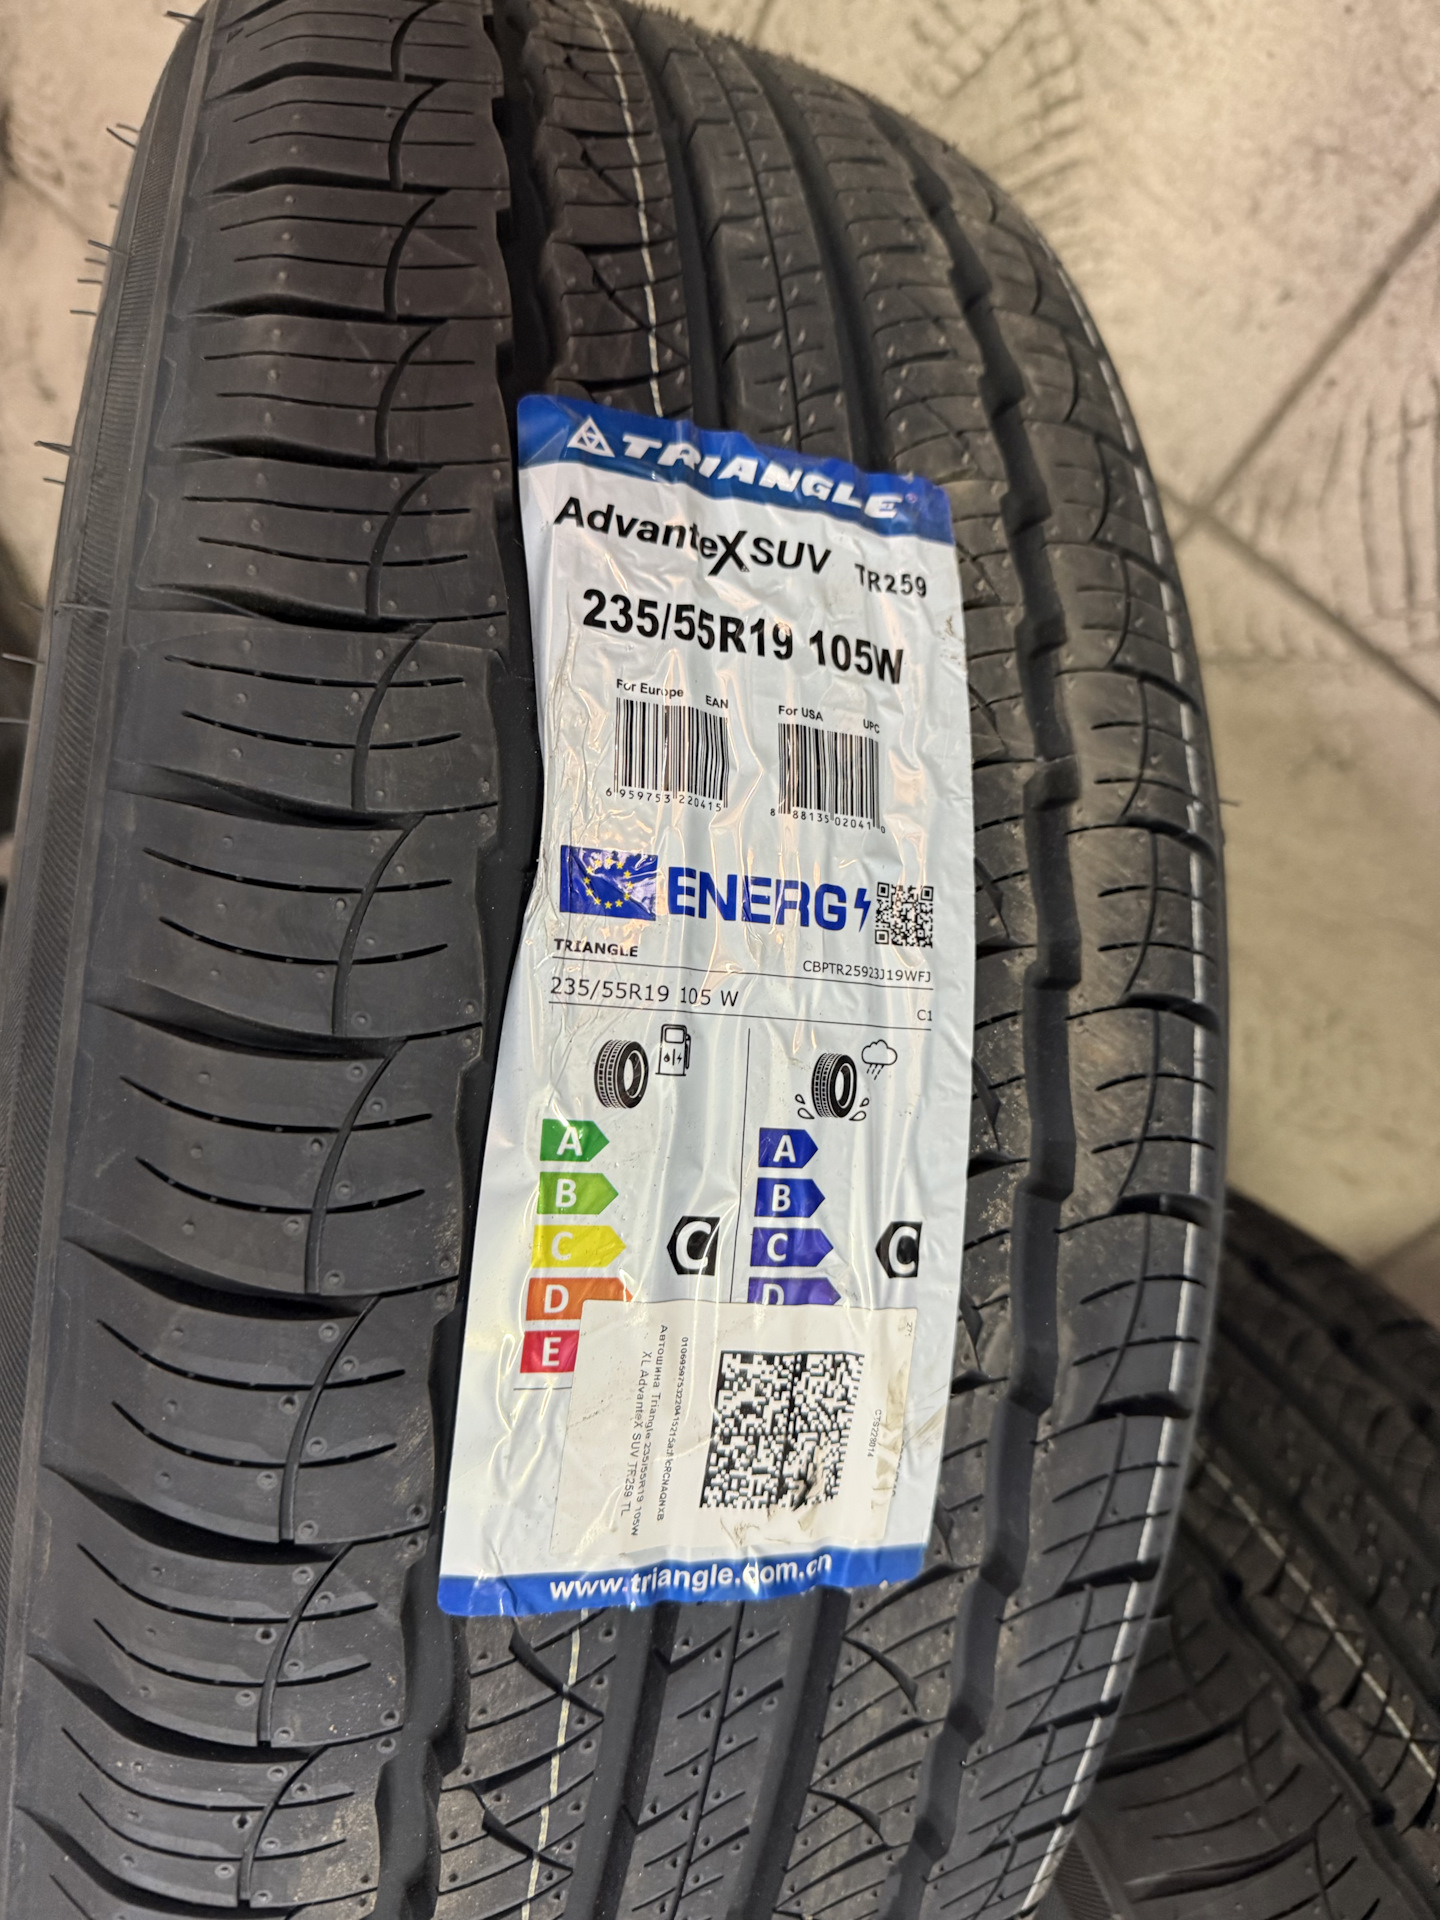 TRIANGLE
AdvanteX SUV TR259
235/55R19 105W
For Europe EAN
For USA UPC
6 959753 220415
8 88135 02041 0
ENERG
TRIANGLE
CBPTR25923J19WFJ
235/55R19 105 W
C1
A
B
C
D
E
C
A
B
C
D
C
Автошина Triangle 235/55R19 105W
XL AdvanteX SUV TR259 TL
www.triangle.com.cn